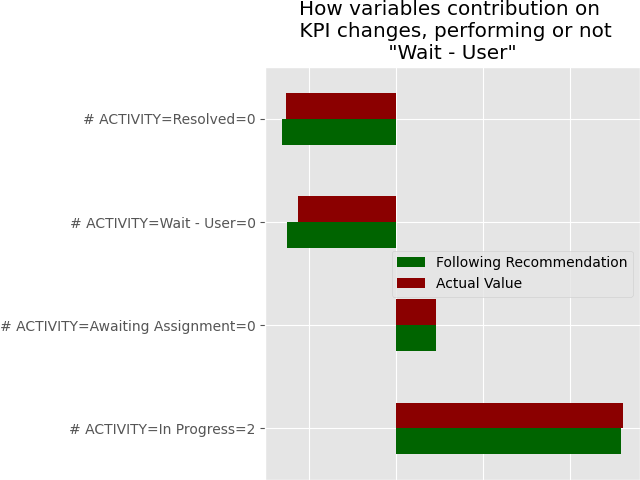 How variables contribution on
KPI changes, performing or not
"Wait - User"
# ACTIVITY=Resolved=0
# ACTIVITY=Wait - User=0
Following Recommendation
Actual Value
# ACTIVITY=Awaiting Assignment=0
# ACTIVITY=In Progress=2